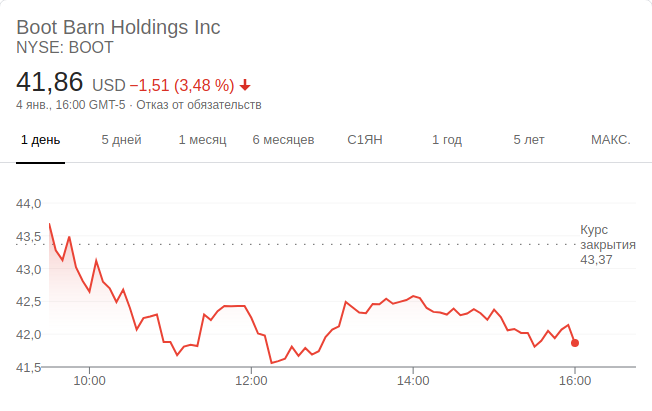 Boot Barn Holdings Inc
NYSE: BOOT
41,86 USD −1,51 (3,48 %)
4 янв., 16:00 GMT-5 · Отказ от обязательств
1 день 5 дней 1 месяц 6 месяцев С1ЯН 1 год 5 лет МАКС.
44,0
43,5
43,0
42,5
42,0
41,5
Курс
закрытия
43,37
10:00 12:00 14:00 16:00